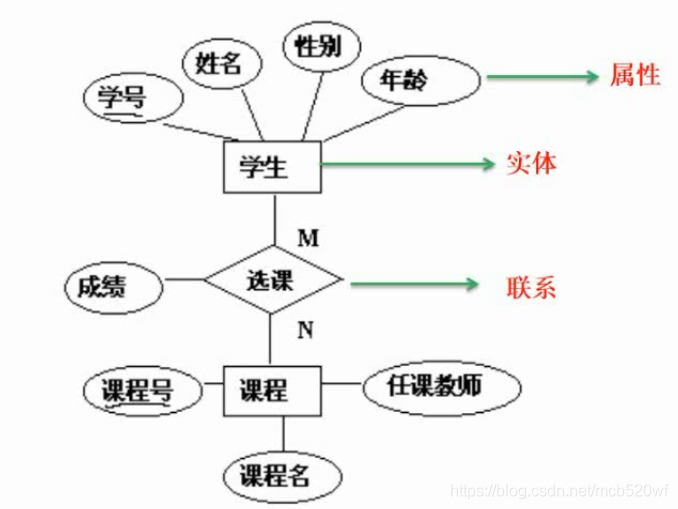 性别
姓名
年龄
属性
学号
学生
实体
M
成绩
选课
联系
N
课程号
课程
任课教师
课程名
https://blog.csdn.net/mcb520wf